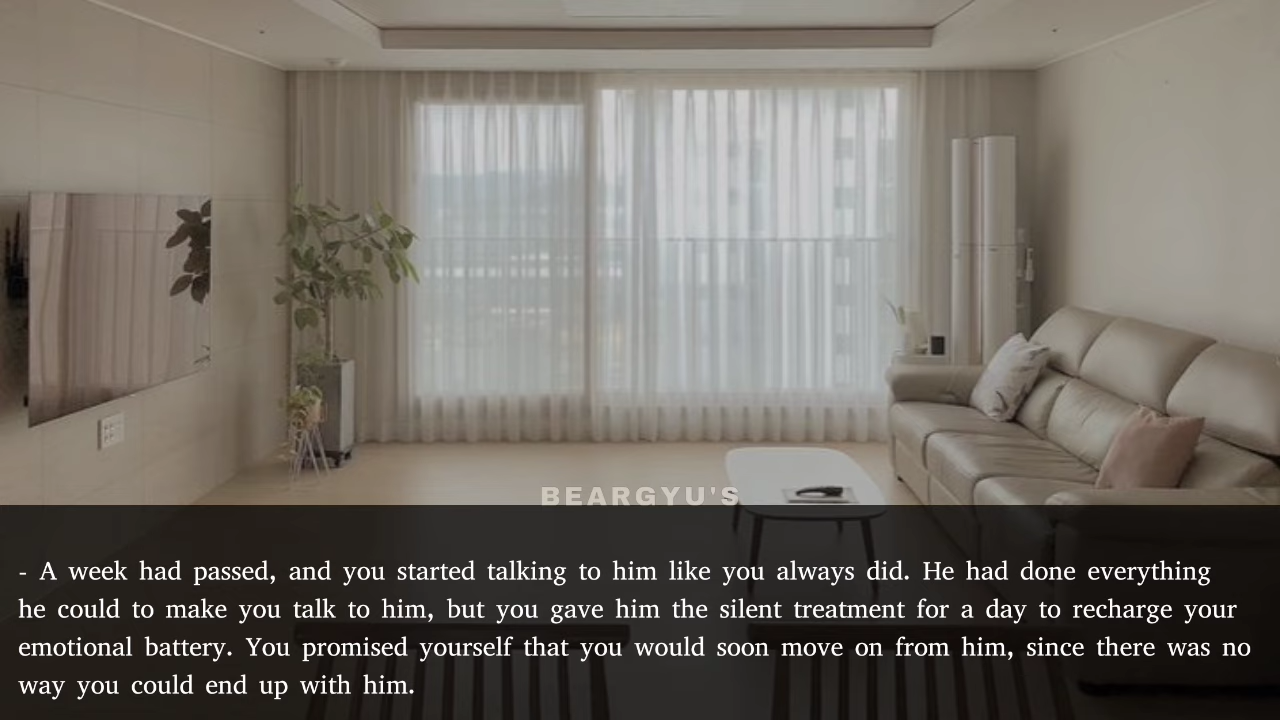 BEARGYU'S
- A week had passed, and you started talking to him like you always did. He had done everything
he could to make you talk to him, but you gave him the silent treatment for a day to recharge your
emotional battery. You promised yourself that you would soon move on from him, since there was no
way you could end up with him.